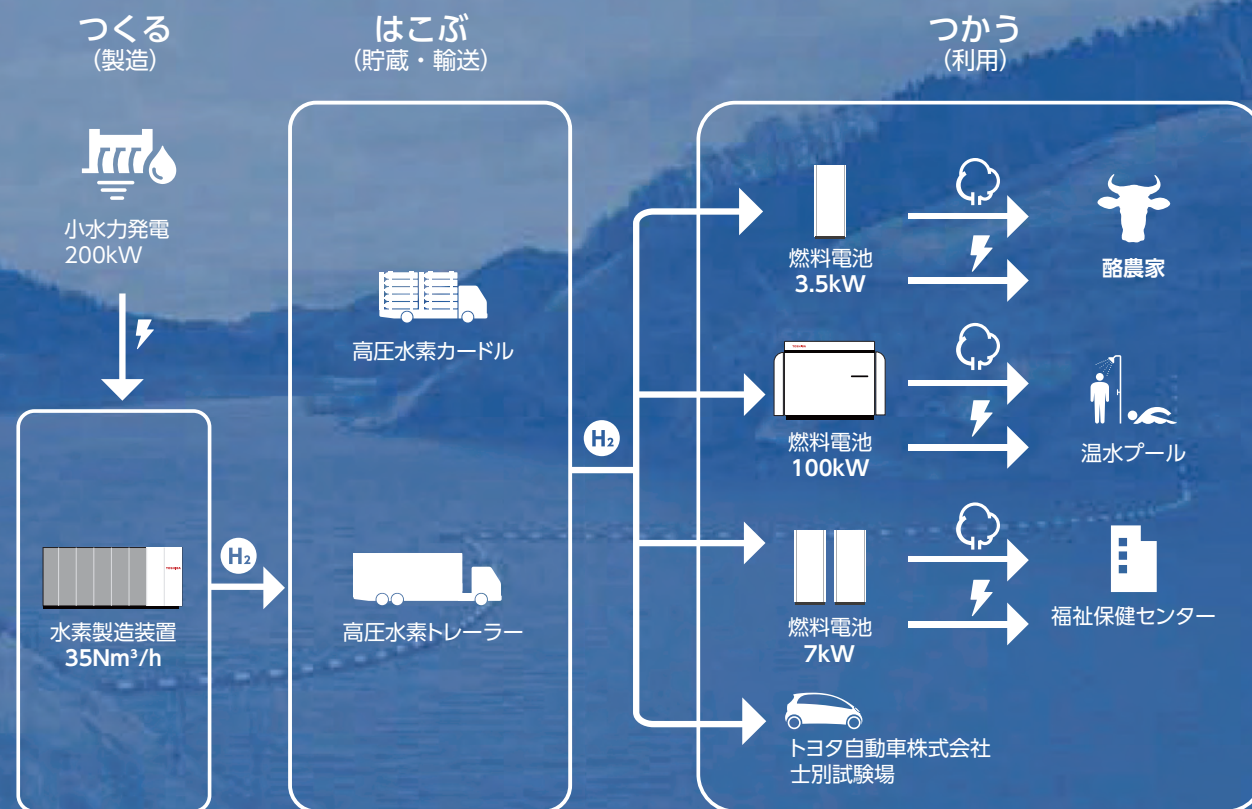 つくる
(製造)
はこぶ
(貯蔵・輸送)
つかう
(利用)
小水力発電
200kW
水素製造装置
35Nm³/h
H₂
高圧水素カードル
高圧水素トレーラー
H₂
燃料電池
3.5kW
酪農家
燃料電池
100kW
温水プール
燃料電池
7kW
福祉保健センター
トヨタ自動車株式会社
士別試験場
TOSHIBA
TOSHIBA